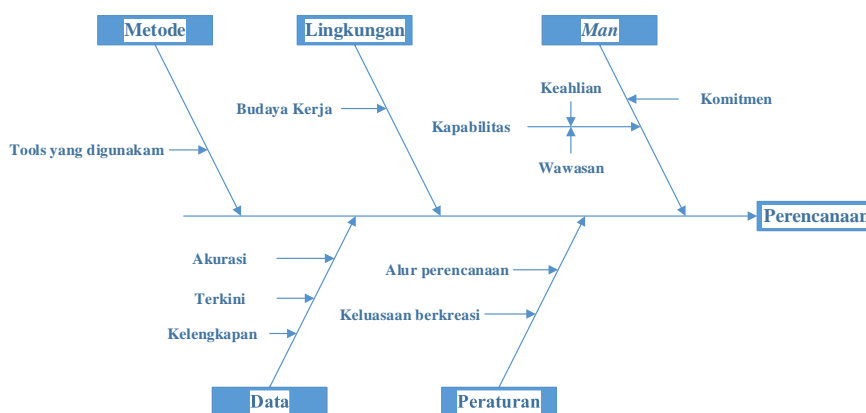 Metode
Lingkungan
Man
Keahlian
Komitmen
Budaya Kerja
Kapabilitas
Tools yang digunakam
Wawasan
Perencanaan
Akurasi
Alur perencanaan
Terkini
Keluasaan berkreasi
Kelengkapan
Data
Peraturan